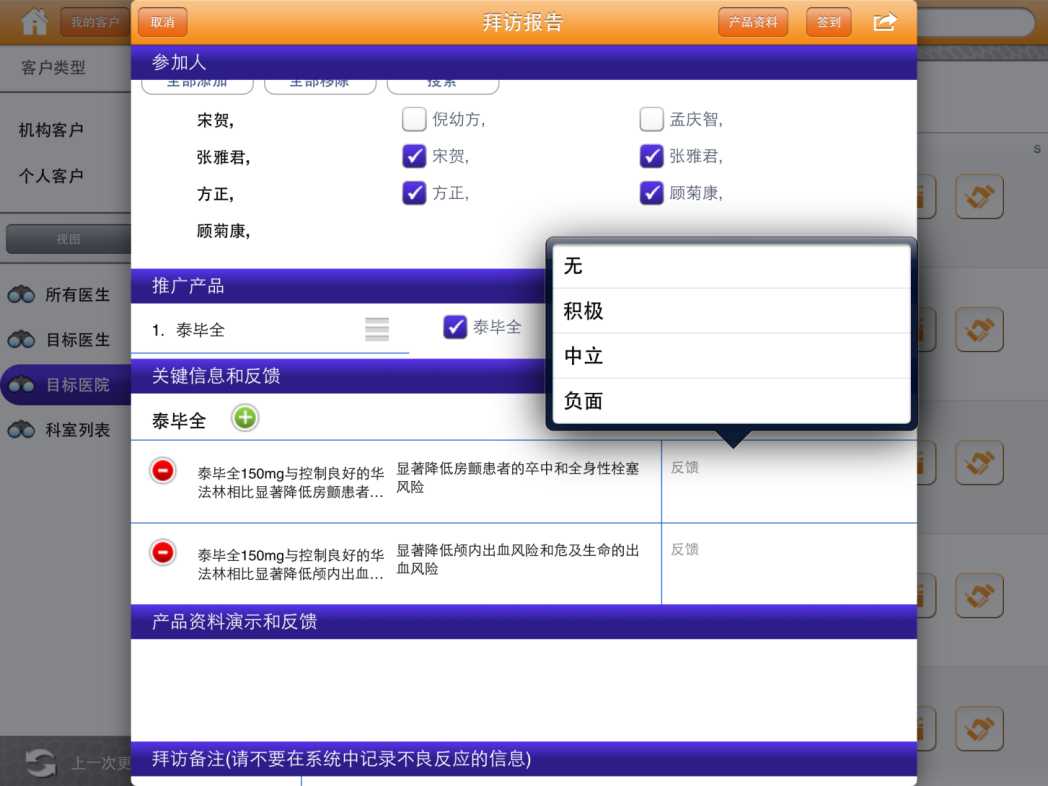 我的客户
取消
拜访报告
产品资料
签到
客户类型
参加人
全部添加
全部移除
搜索
机构客户
宋贺,
倪幼方,
孟庆智,
s
张雅君,
宋贺,
张雅君,
个人客户
方正,
方正,
顾菊康,
顾菊康,
视图
无
推广产品
所有医生
积极
1. 泰毕全
泰毕全
目标医生
中立
关键信息和反馈
目标医院
负面
泰毕全
科室列表
泰毕全150mg与控制良好的华
法林相比显著降低房颤患者...
显著降低房颤患者的卒中和全身性栓塞
风险
反馈
泰毕全150mg与控制良好的华
法林相比显著降低颅内出血...
显著降低颅内出血风险和危及生命的出
血风险
反馈
产品资料演示和反馈
拜访备注(请不要在系统中记录不良反应的信息)
上一次更